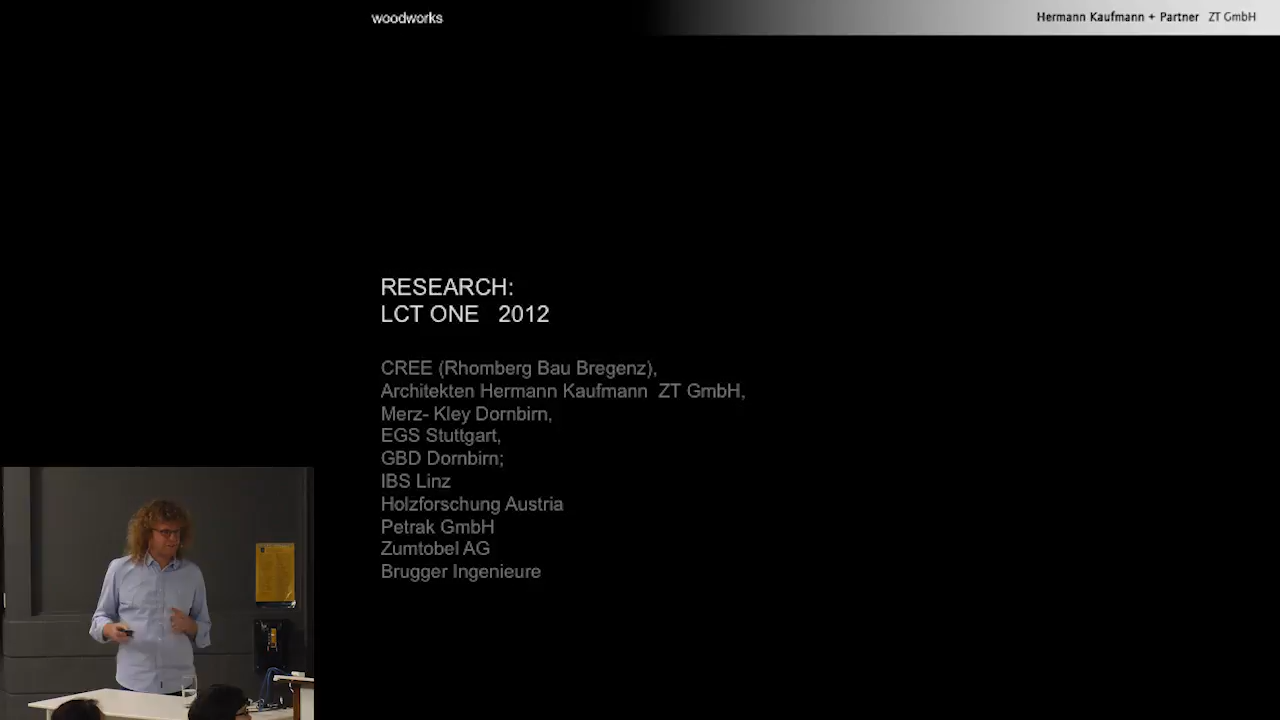 woodworks
Hermann Kaufmann + Partner ZT GmbH
RESEARCH:
LCT ONE 2012
CREE (Rhomberg Bau Bregenz),
Architekten Hermann Kaufmann ZT GmbH,
Merz- Kley Dornbirn,
EGS Stuttgart,
GBD Dornbirn;
IBS Linz
Holzforschung Austria
Petrak GmbH
Zumtobel AG
Brugger Ingenieure